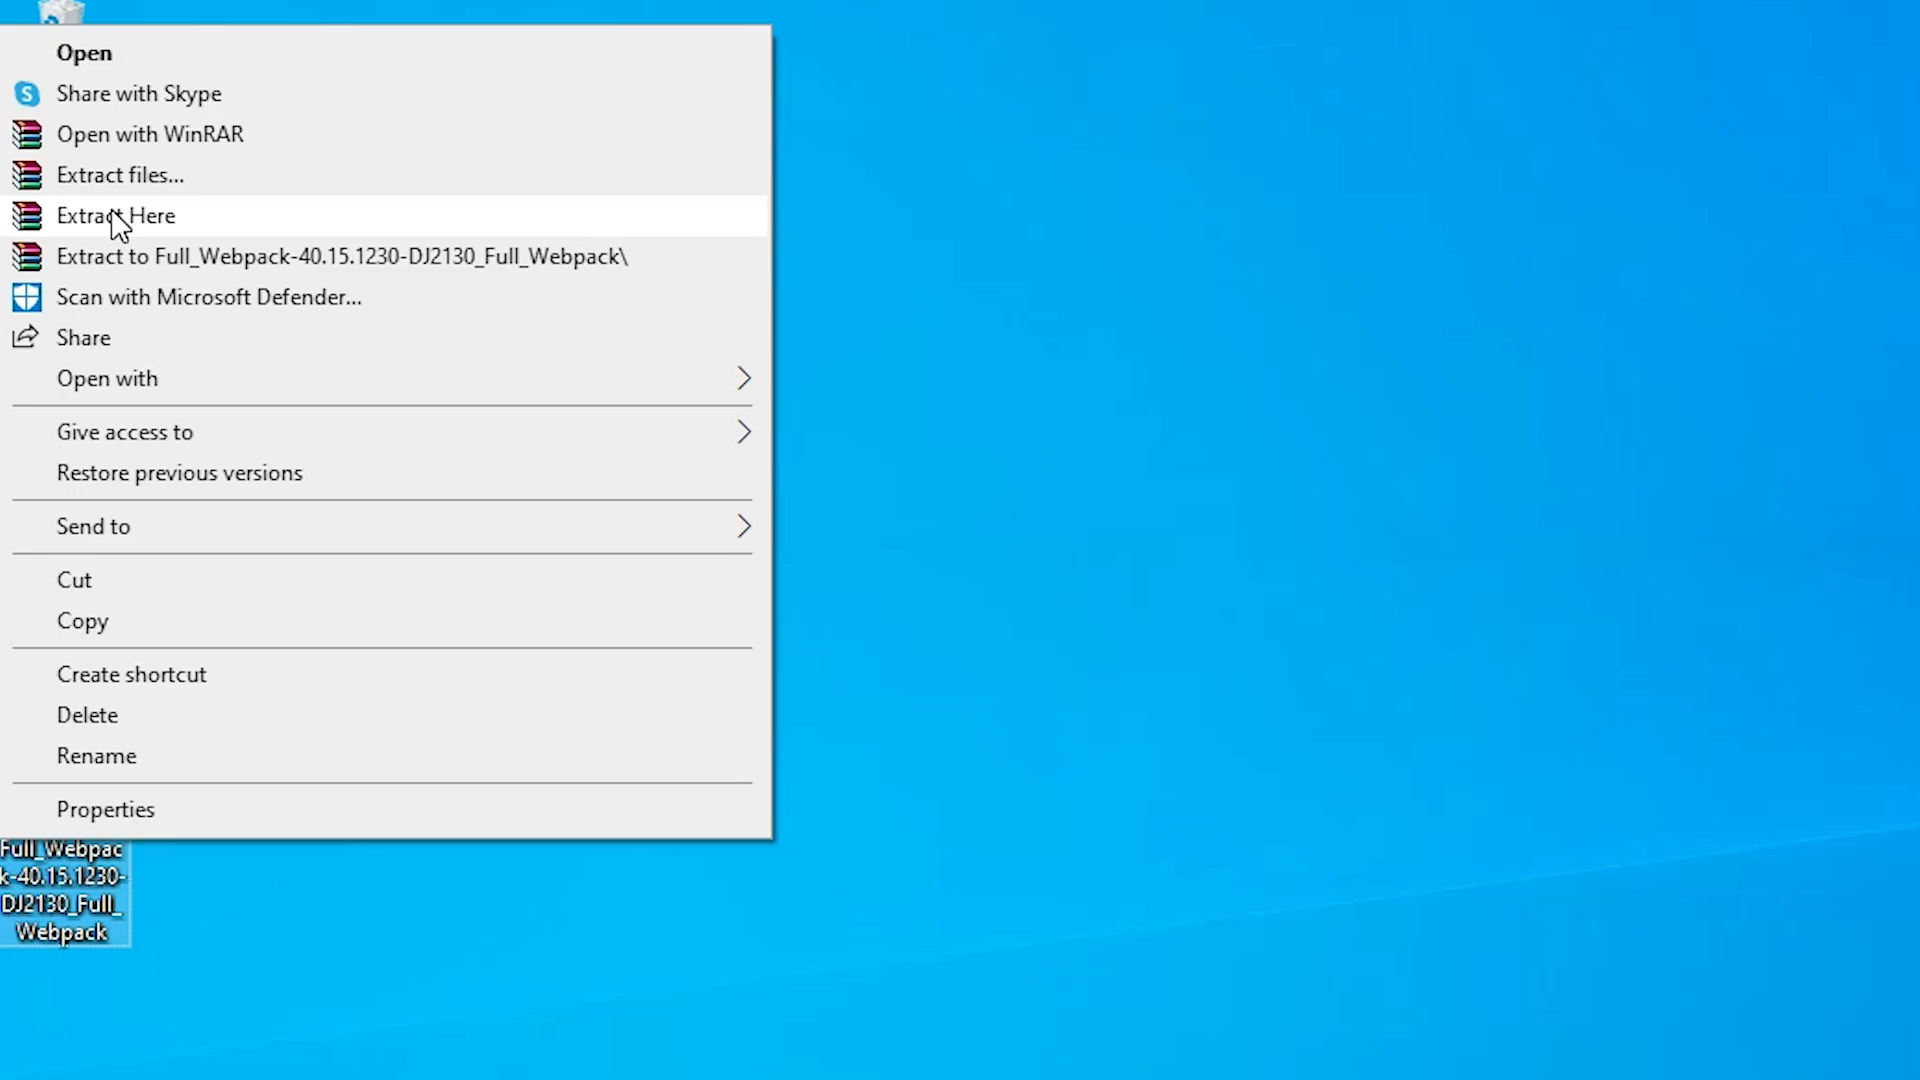 Open
Share with Skype
Open with WinRAR
Extract files...
Extract Here
Extract to Full_Webpack-40.15.1230-DJ2130_Full_Webpack\
Scan with Microsoft Defender...
Share
Open with
Give access to
Restore previous versions
Send to
Cut
Copy
Create shortcut
Delete
Rename
Properties
Full_Webpac
k-40.15.1230-
DJ2130_Full_
Webpack